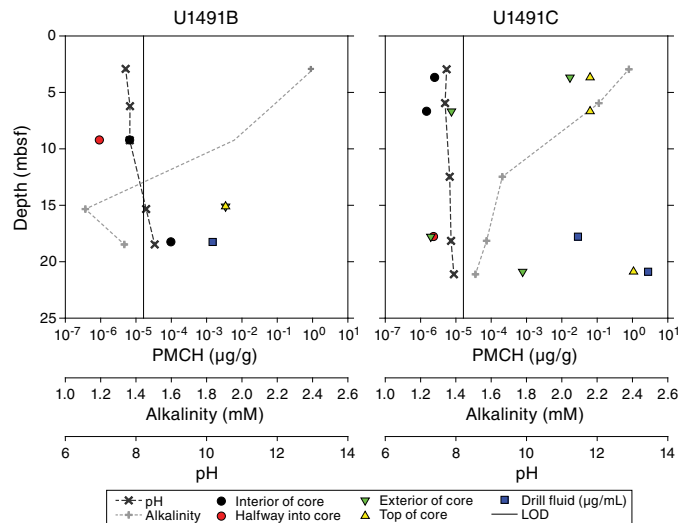 U1491B
U1491C
Depth (mbsf)
0
5
10
15
20
25
10-7 10-6 10-5 10-4 10-3 10-2 10-1 100 101
10-7 10-6 10-5 10-4 10-3 10-2 10-1 100 101
PMCH (µg/g)
PMCH (µg/g)
1.0 1.2 1.4 1.6 1.8 2.0 2.2 2.4 2.6
1.0 1.2 1.4 1.6 1.8 2.0 2.2 2.4 2.6
Alkalinity (mM)
Alkalinity (mM)
6 8 10 12 14
6 8 10 12 14
pH
pH
pH Interior of core Exterior of core Drill fluid (µg/mL)
Alkalinity Halfway into core Top of core LOD